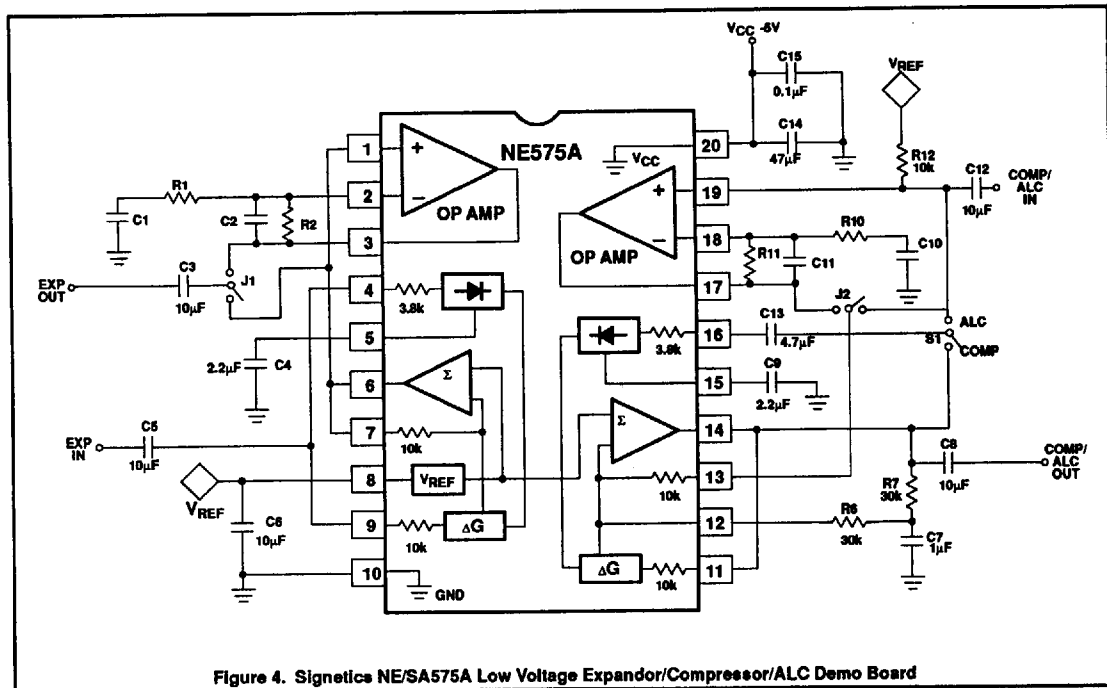 VCC -5V
C15
0.1µF
VREF
C14
47µF
R12
10k
C12
10µF
COMP/
ALC
IN
NE575A
VCC
1
+
2
−
3
OP AMP
20
19
+
18
−
17
OP AMP
R1
C1
C2
R2
C3
10µF
EXP
OUT
J1
R10
C10
R11
C11
J2
ALC
S1
COMP
4
3.8k
5
2.2µF
C4
6
Σ
7
10k
EXP
IN
C5
10µF
8
VREF
VREF
C6
10µF
9
10k
ΔG
10
GND
16
3.8k
C13
4.7µF
15
C9
2.2µF
14
Σ
13
10k
12
11
10k
ΔG
R6
30k
R7
30k
C8
10µF
C7
1µF
COMP/
ALC
OUT
Figure 4. Signetics NE/SA575A Low Voltage Expandor/Compressor/ALC Demo Board